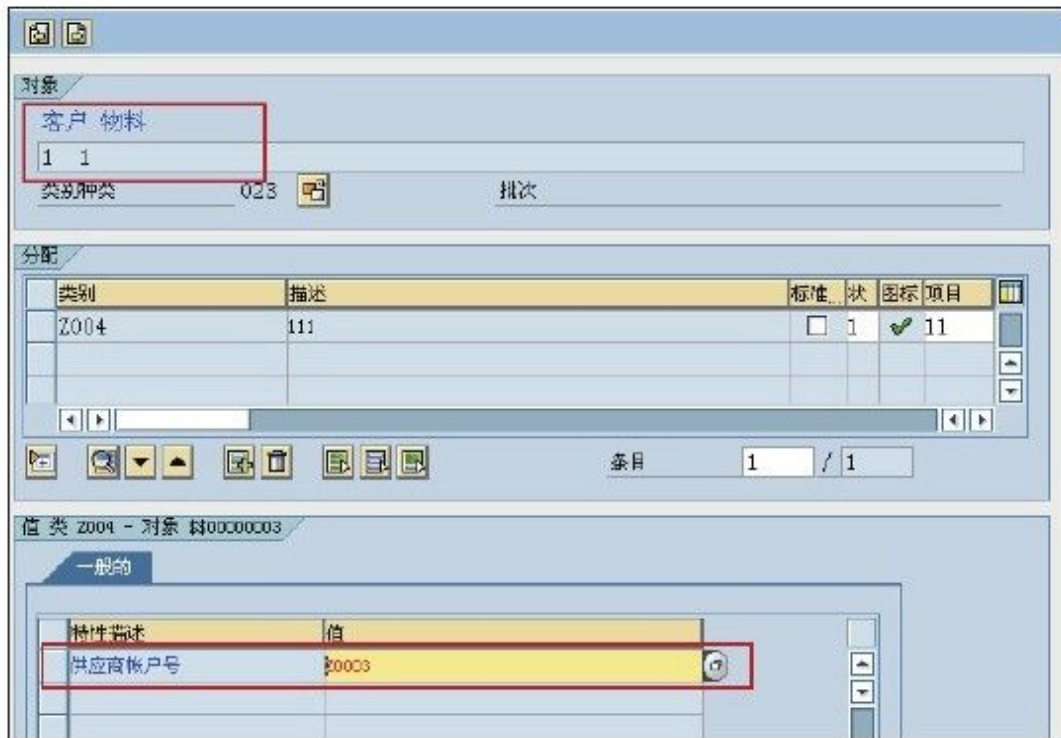 对象
客户 物料
1 1
类别种类 023 批次
分配
类别 描述 标准 状 图标 项目
Z004 111 1 11
条目 1 / 1
值 类 Z004 - 对象 $$00000003
一般的
特性描述 值
供应商帐户号 Z0003